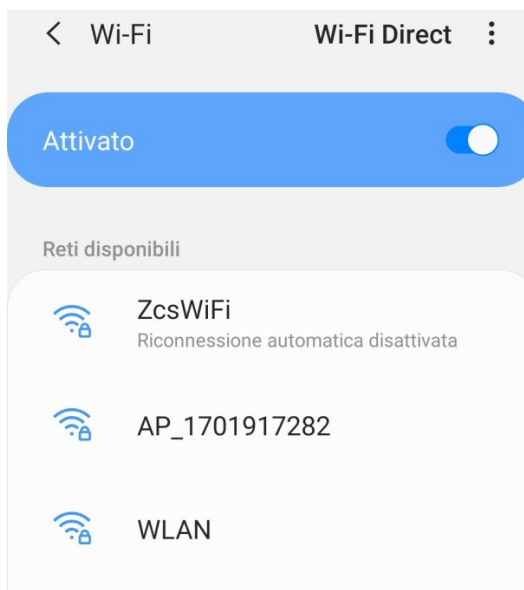 Wi-Fi Wi-Fi Direct
Attivato
Reti disponibili
ZcsWiFi
Riconnessione automatica disattivata
AP_1701917282
WLAN